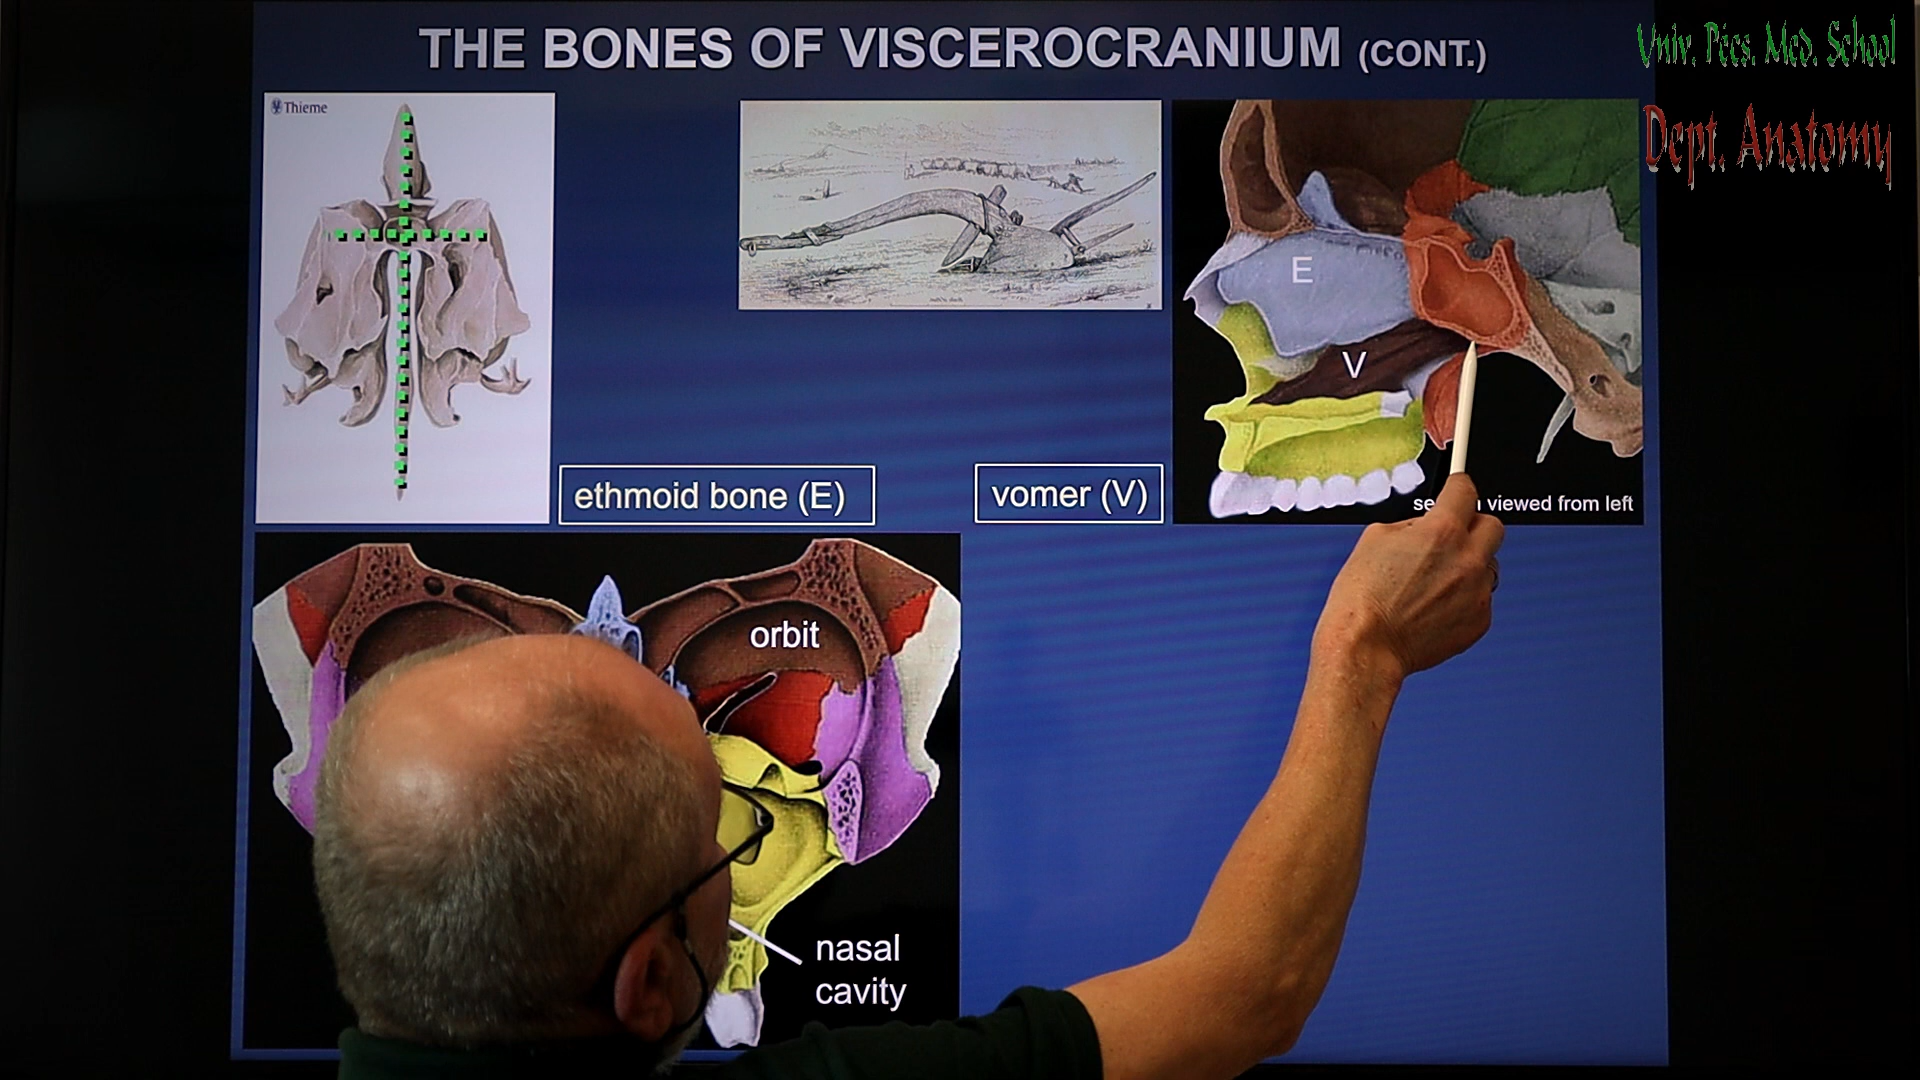 THE BONES OF VISCEROCRANIUM (CONT.)
Univ. Pécs. Med. School
Dept. Anatomy
Thieme
E
V
ethmoid bone (E)
vomer (V)
viewed from left
orbit
nasal
cavity